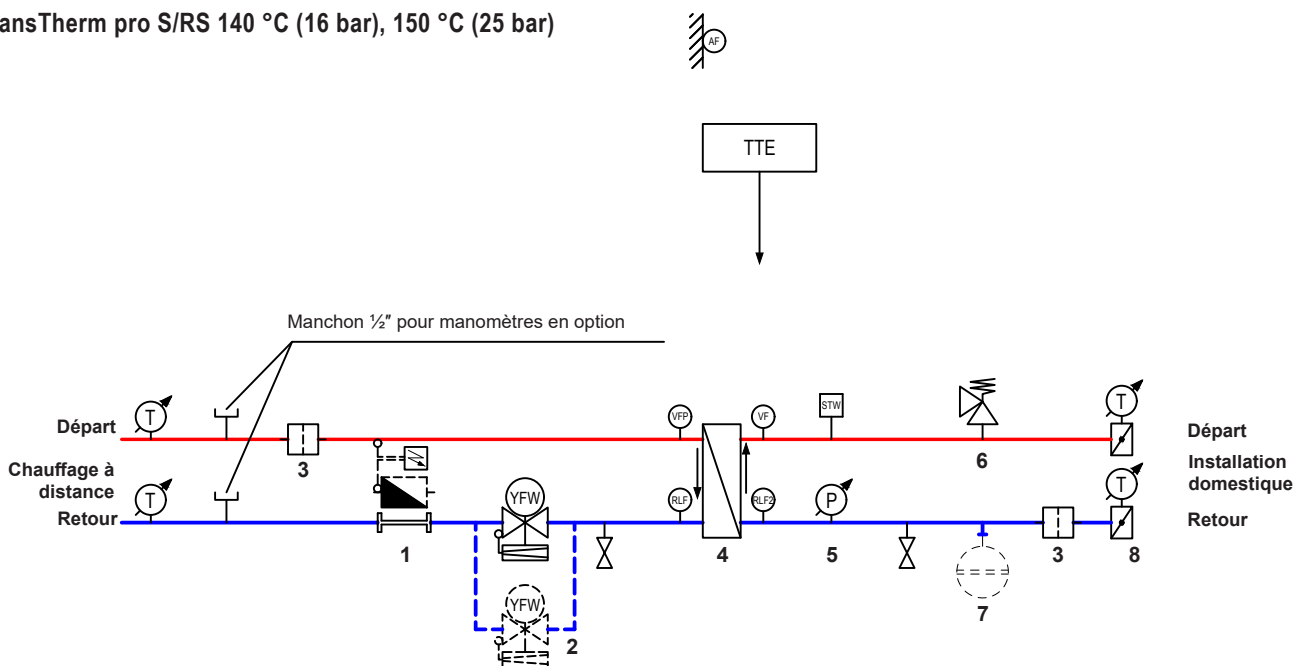 ansTherm pro S/RS 140 °C (16 bar), 150 °C (25 bar)
AF
TTE
Manchon ½″ pour manomètres en option
T
VFP
VF
STW
T
Départ
Départ
3
6
Chauffage à
distance
Installation
domestique
T
YFW
RLF
RLF2
P
T
Retour
Retour
1
4
5
3
8
YFW
7
2